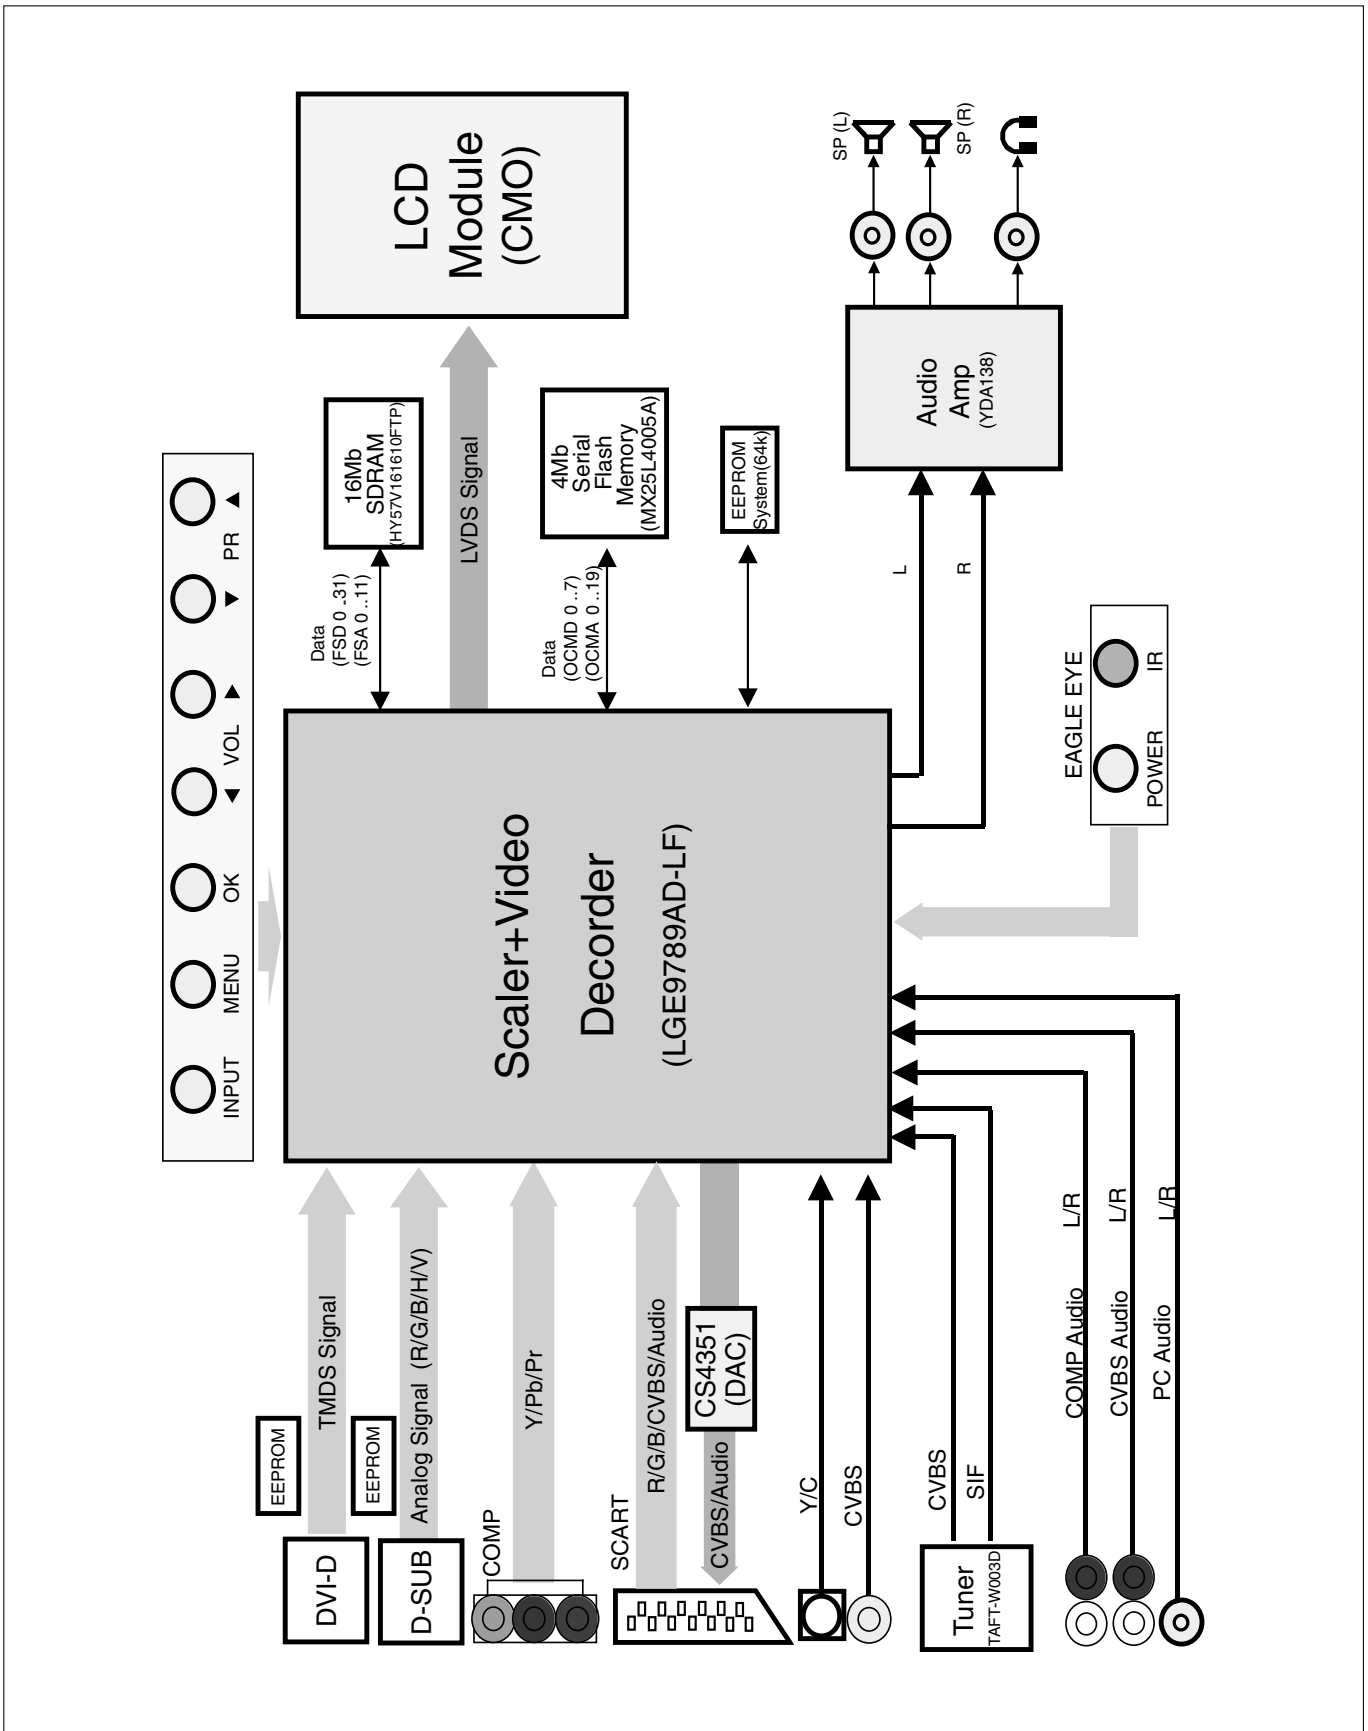 INPUT
MENU
OK
◀ VOL ▶
▼ PR ▲
DVI-D
EEPROM
TMDS Signal
D-SUB
EEPROM
Analog Signal (R/G/B/H/V)
COMP
Y/Pb/Pr
SCART
R/G/B/CVBS/Audio
CVBS/Audio
CS4351
(DAC)
Y/C
CVBS
Tuner
TAFT-W003D
CVBS
SIF
COMP Audio L/R
CVBS Audio L/R
PC Audio L/R
Scaler+Video
Decorder
(LGE9789AD-LF)
Data
(FSD 0 ..31)
(FSA 0 ..11)
16Mb
SDRAM
(HY57V161610FTP)
LVDS Signal
LCD
Module
(CMO)
Data
(OCMD 0 ..7)
(OCMA 0 ..19)
4Mb
Serial
Flash
Memory
(MX25L4005A)
EEPROM
System(64k)
L
R
Audio
Amp
(YDA138)
SP (L)
SP (R)
EAGLE EYE
POWER
IR